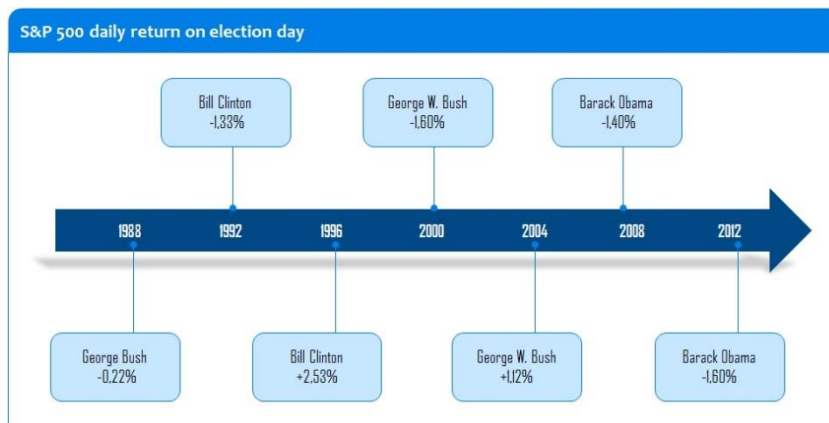 S&P 500 daily return on election day
Bill Clinton
-1,33%
George W. Bush
-1,60%
Barack Obama
-1,40%
1988 1992 1996 2000 2004 2008 2012
George Bush
-0,22%
Bill Clinton
+2,53%
George W. Bush
+1,12%
Barack Obama
-1,60%